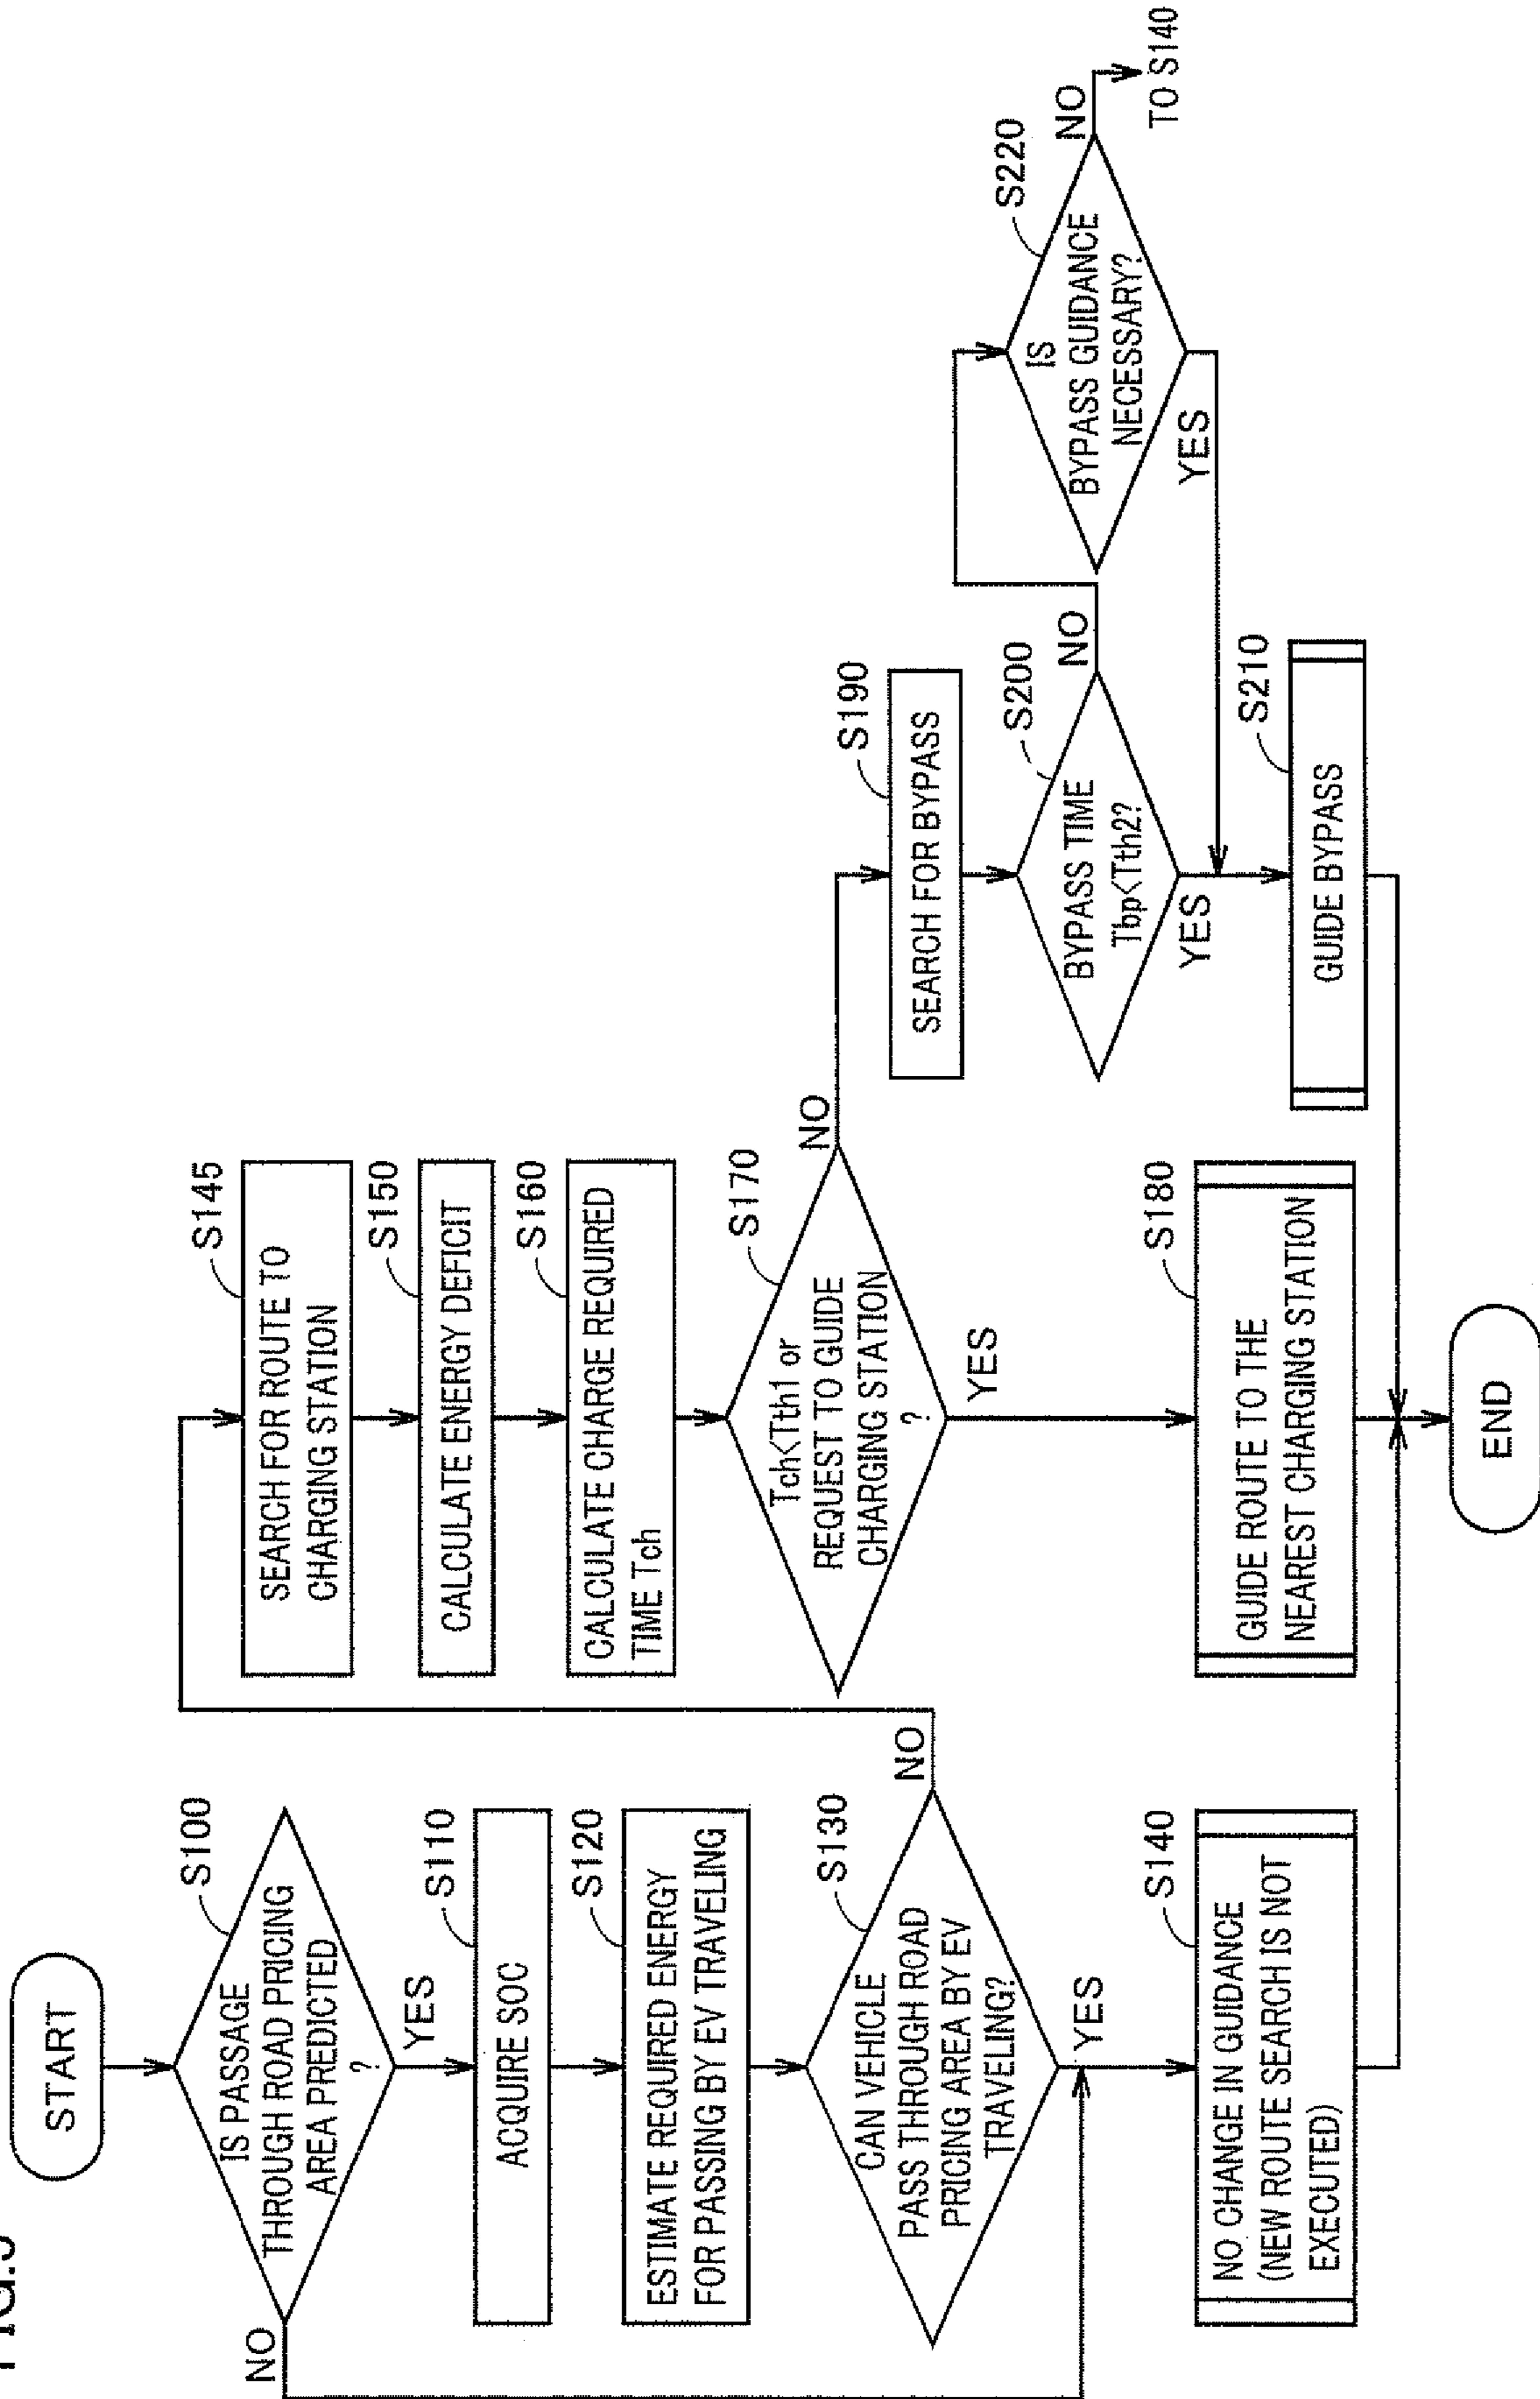 START
S100
IS PASSAGE
THROUGH ROAD PRICING
AREA PREDICTED
?
NO
YES
S110
ACQUIRE SOC
S120
ESTIMATE REQUIRED ENERGY
FOR PASSING BY EV TRAVELING
S130
CAN VEHICLE
PASS THROUGH ROAD
PRICING AREA BY EV
TRAVELING?
NO
YES
S140
NO CHANGE IN GUIDANCE
(NEW ROUTE SEARCH IS NOT
EXECUTED)
S145
SEARCH FOR ROUTE TO
CHARGING STATION
S150
CALCULATE ENERGY DEFICIT
S160
CALCULATE CHARGE REQUIRED
TIME Tch
S170
Tch<Tth1 or
REQUEST TO GUIDE
CHARGING STATION
?
NO
YES
S180
GUIDE ROUTE TO THE
NEAREST CHARGING STATION
S190
SEARCH FOR BYPASS
S200
BYPASS TIME
Tbp<Tth2?
NO
YES
S210
GUIDE BYPASS
S220
IS
BYPASS GUIDANCE
NECESSARY?
NO
YES
TO S140
END